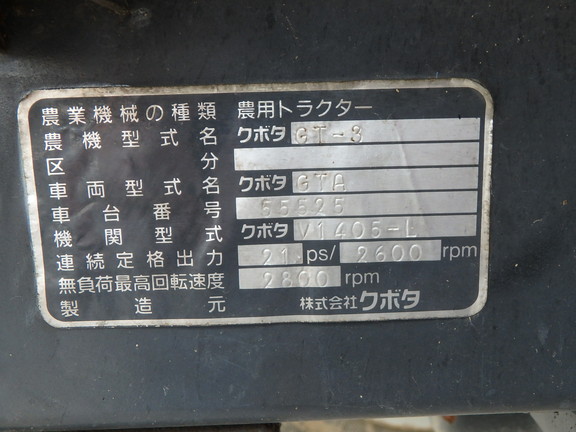 農業機械の種類 農用トラクター
農機型式名 クボタ GT-3
区分
車両型式名 クボタ GTA
車台番号 55525
機関型式 クボタ V1405-L
連続定格出力 21 ps/ 2600 rpm
無負荷最高回転速度 2800 rpm
製造元 株式会社クボタ